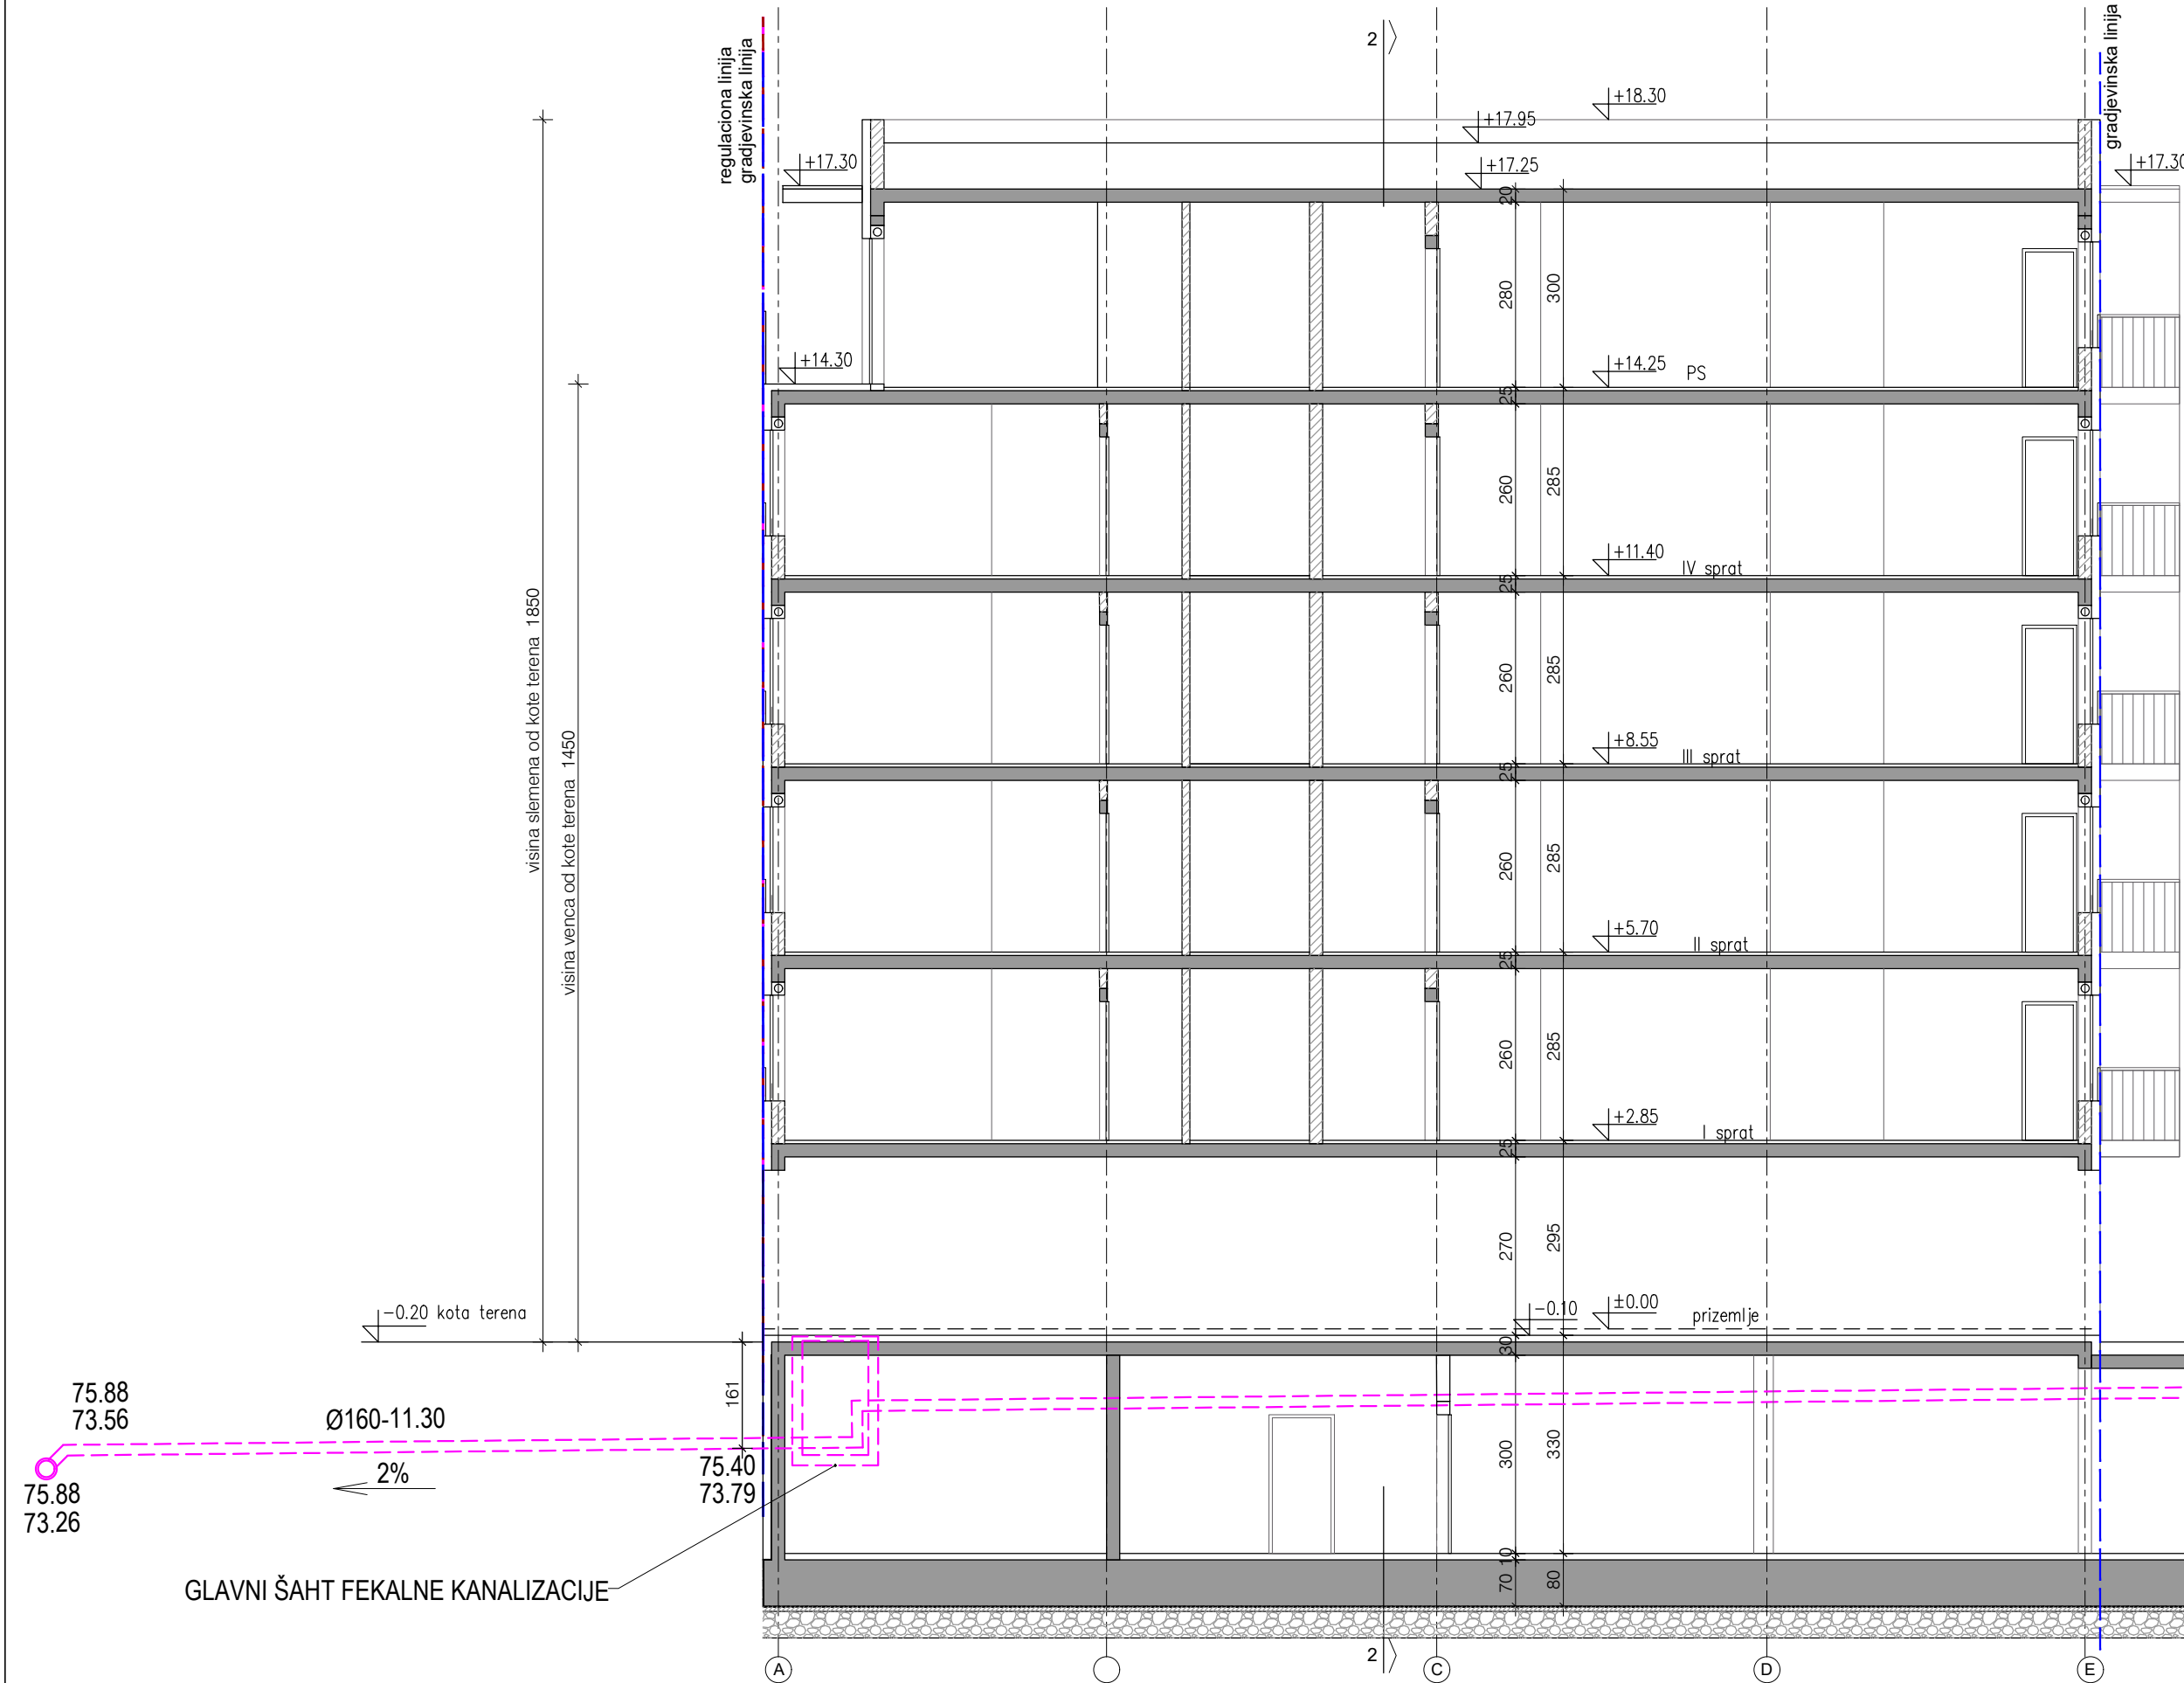 regulaciona linija
gradjevinska linija
2
gradjevinska linija
+18.30
+17.95
+17.30
+17.25
+17.30
20
280
300
+14.30
+14.25
PS
25
260
285
+11.40
IV sprat
25
260
285
+8.55
III sprat
25
260
285
+5.70
II sprat
25
260
285
+2.85
I sprat
25
270
295
visina slemena od kote terena 1850
visina venca od kote terena 1450
-0.20 kota terena
-0.10
±0.00
prizemlje
30
161
300
330
75.88
73.56
Ø160-11.30
2%
75.88
73.26
75.40
73.79
10
70
80
GLAVNI ŠAHT FEKALNE KANALIZACIJE
2
A
C
D
E